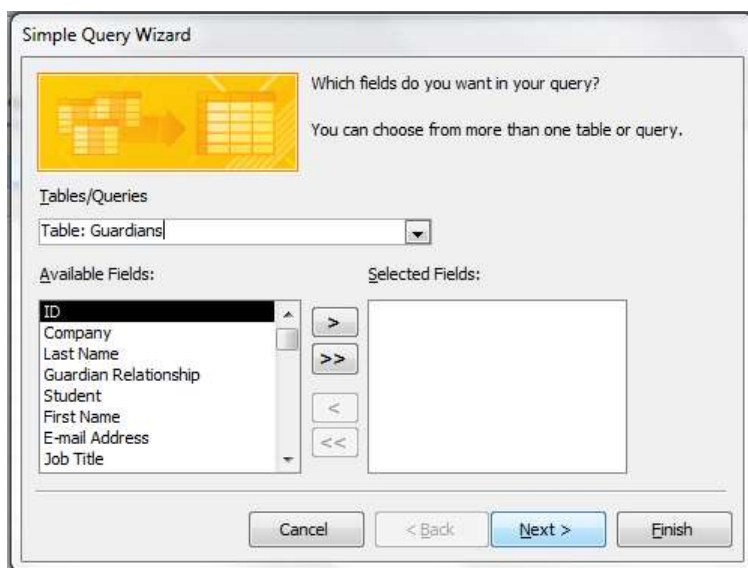 Simple Query Wizard
Which fields do you want in your query?
You can choose from more than one table or query.
Tables/Queries
Table: Guardians
Available Fields:
Selected Fields:
ID
Company
Last Name
Guardian Relationship
Student
First Name
E-mail Address
Job Title
>
>>
<
<<
Cancel
< Back
Next >
Finish